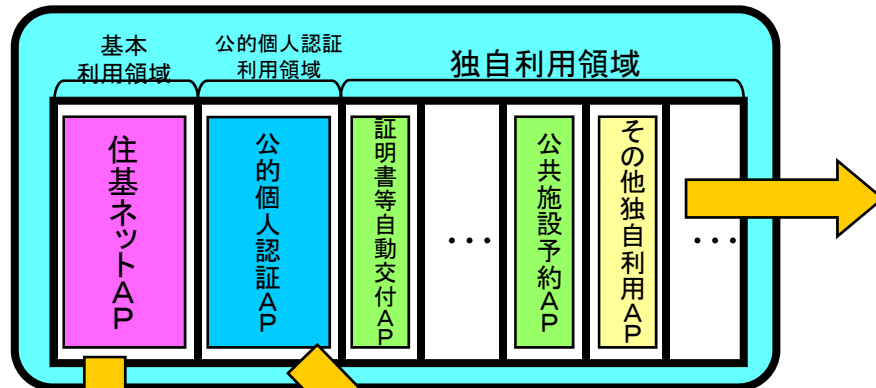 基本
利用領域
公的個人認証
利用領域
独自利用領域
住基ネットAP
公的個人認証AP
証明書等自動交付AP
・・・
公共施設予約AP
その他独自利用AP
・・・